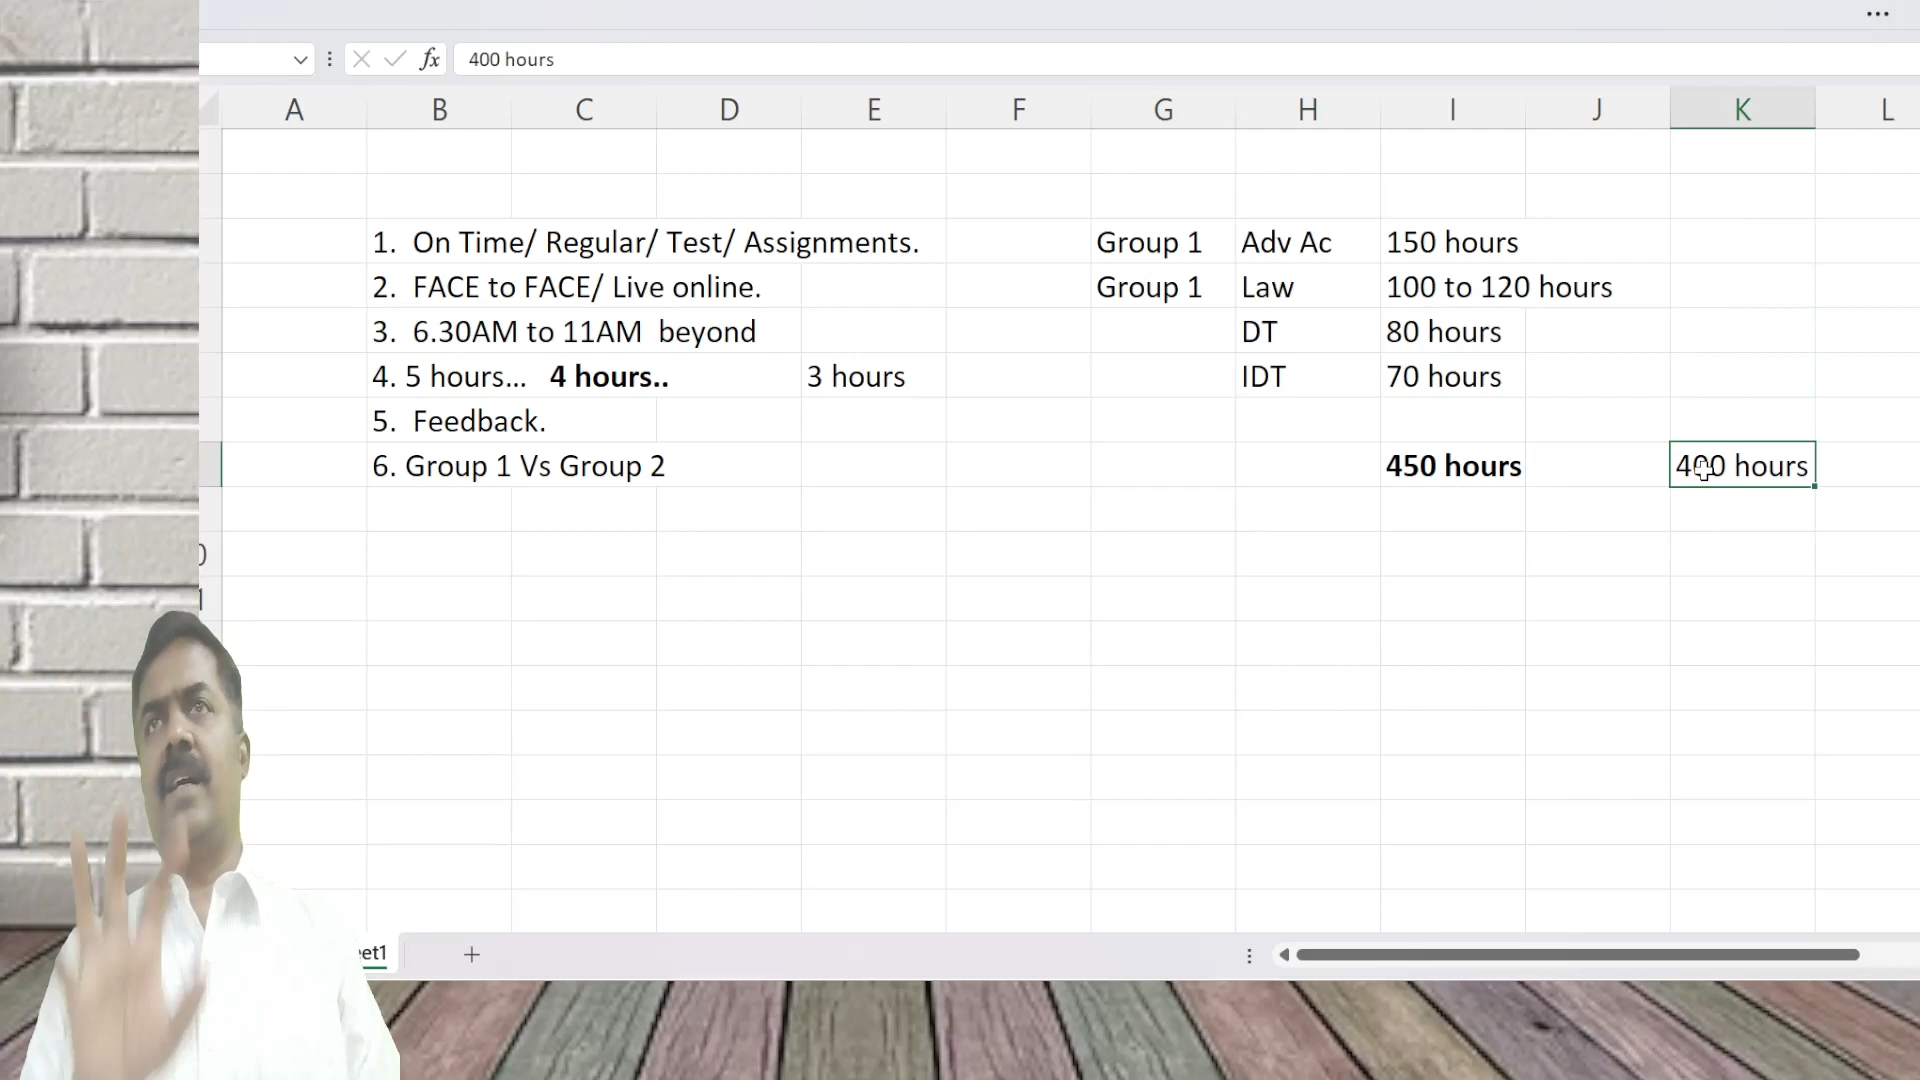 400 hours
A B C D E F G H I J K L
1. On Time/ Regular/ Test/ Assignments. Group 1 Adv Ac 150 hours
2. FACE to FACE/ Live online. Group 1 Law 100 to 120 hours
3. 6.30AM to 11AM beyond DT 80 hours
4. 5 hours... 4 hours.. 3 hours IDT 70 hours
5. Feedback.
6. Group 1 Vs Group 2 450 hours 400 hours
0
1
eet1